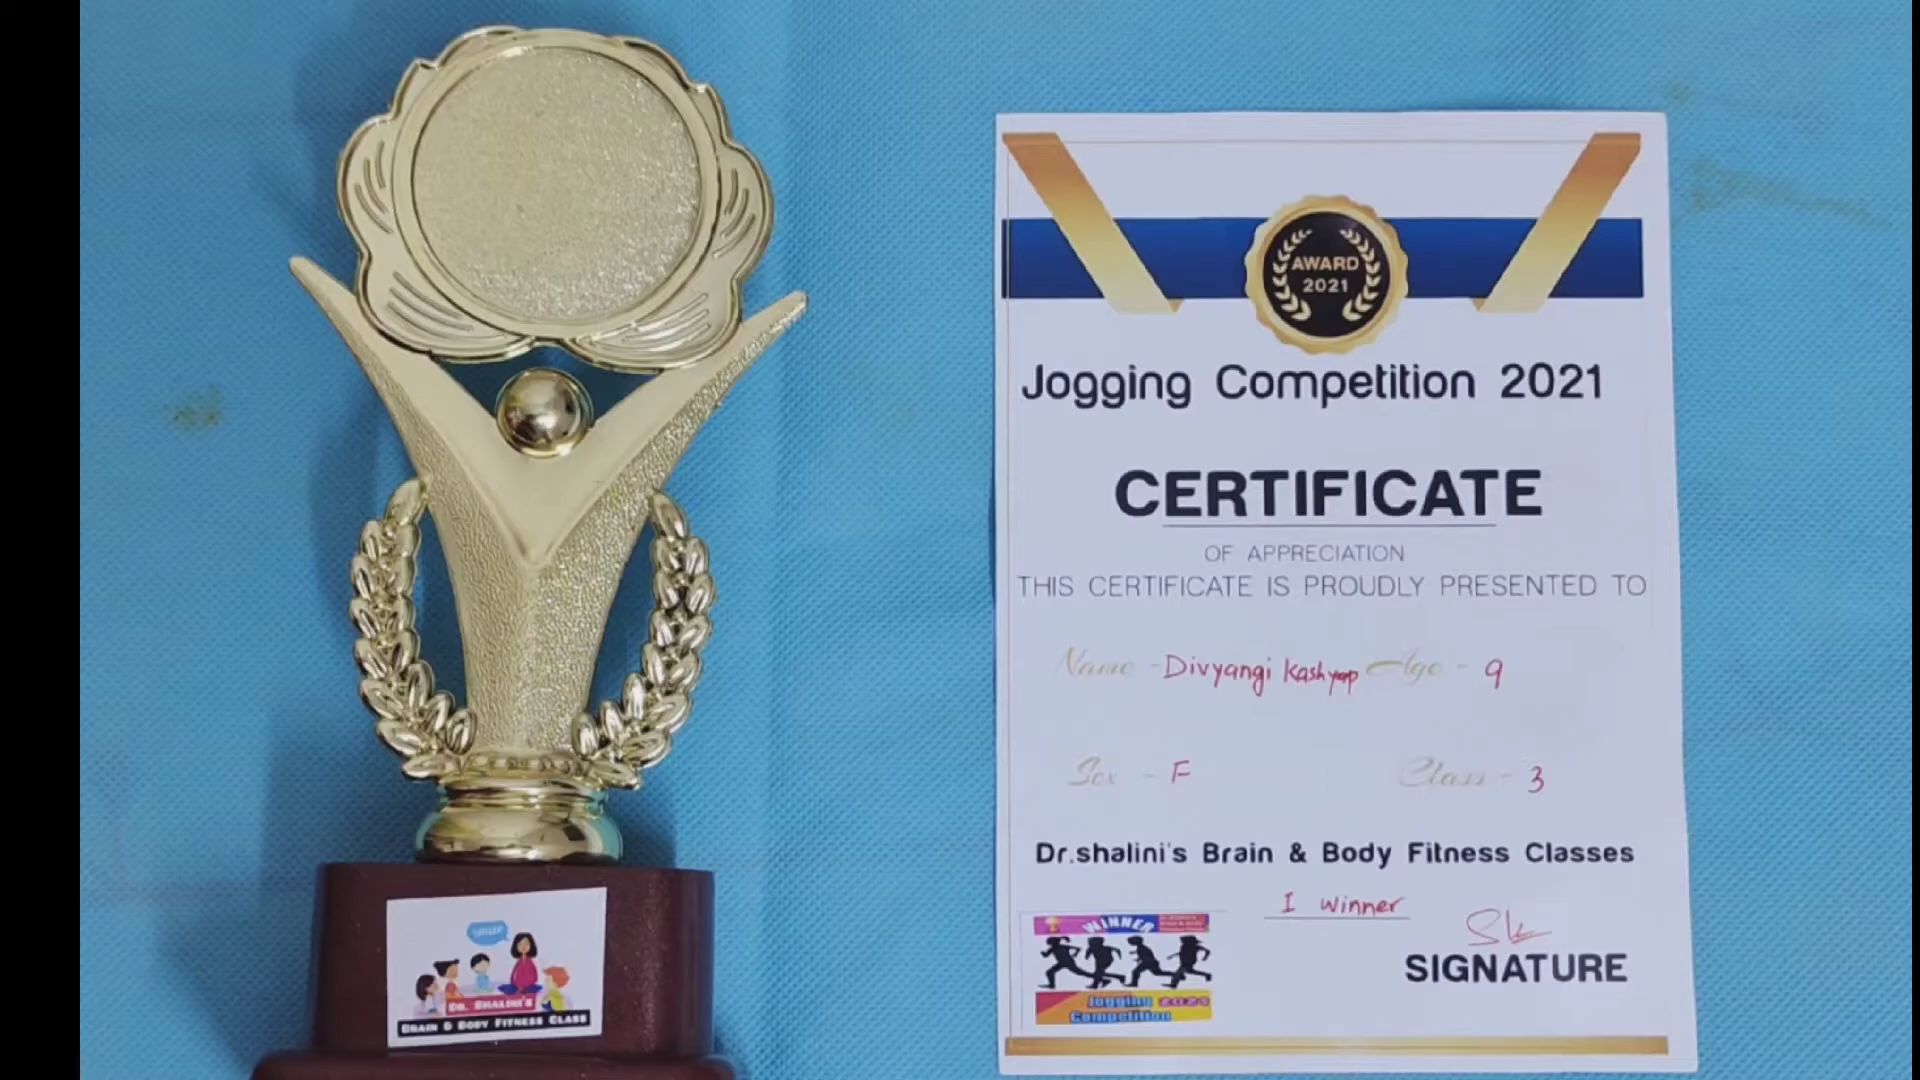 AWARD
2021
Jogging Competition 2021
CERTIFICATE
OF APPRECIATION
THIS CERTIFICATE IS PROUDLY PRESENTED TO
Name - Divyangi Kashyap Age - 9
Sex - F Class - 3
Dr.shalini's Brain & Body Fitness Classes
I winner
SIGNATURE
WINNER
Jogging 2021
Competition
DR. SHALINI'S
BRAIN & BODY FITNESS CLASS